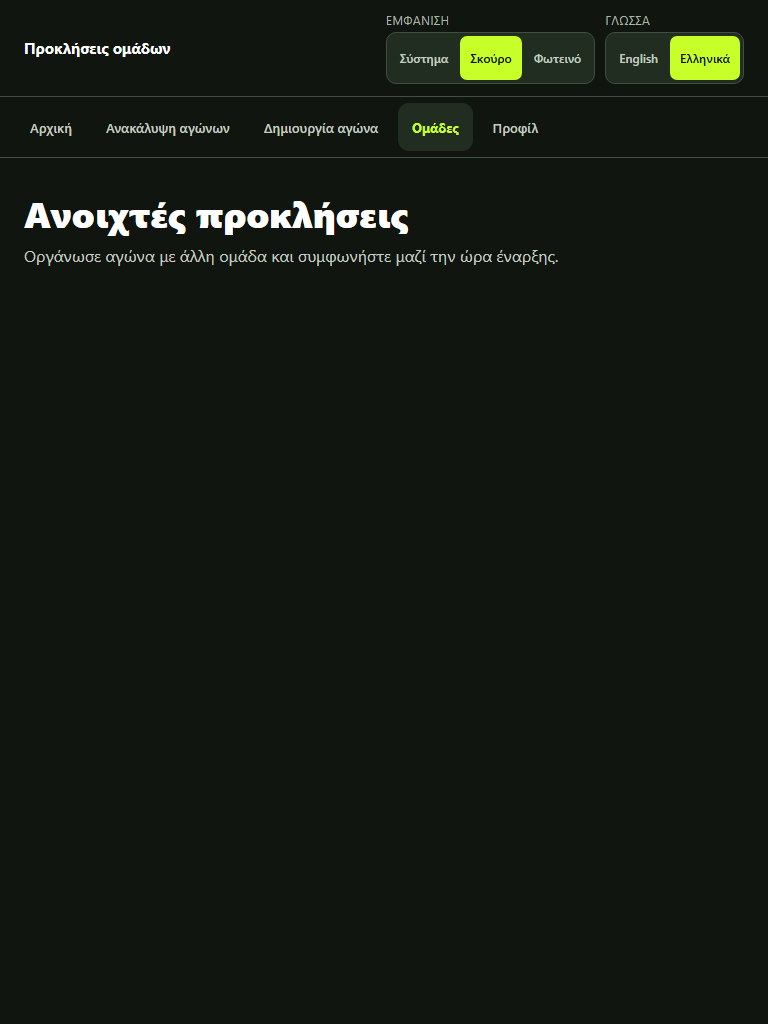 Προκλήσεις ομάδων
ΕΜΦΑΝΙΣΗ
Σύστημα Σκούρο Φωτεινό
ΓΛΩΣΣΑ
English Ελληνικά
Αρχική Ανακάλυψη αγώνων Δημιουργία αγώνα Ομάδες Προφίλ
Ανοιχτές προκλήσεις
Οργάνωσε αγώνα με άλλη ομάδα και συμφωνήστε μαζί την ώρα έναρξης.